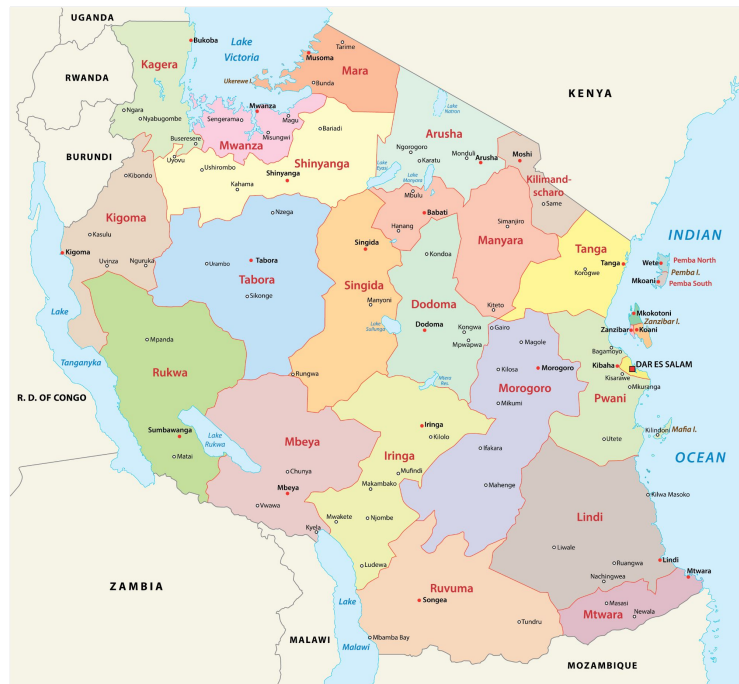 UGANDA
Bukoba
Lake
Victoria
Kagera
Musoma
Tarime
Mara
Ukerewe I.
Bunda
RWANDA
KENYA
Lake
Natron
Ngara
Nyabugombe
Mwanza
Sengerama
Magu
Misungwi
Bariadi
Buseresere
Mwanza
Arusha
BURUNDI
Uyovu
Ushirombo
Shinyanga
Shinyanga
Kahama
Ngorogoro
Karatu
Monduli
Arusha
Moshi
Lake
Eyasi
Lake
Manyara
Kilimand-
scharo
Same
Kibondo
Kigoma
Mbulu
Babati
Hanang
Nzega
Simanjiro
Manyara
Kasulu
Kigoma
Uvinza
Nguruka
Urambo
Tabora
Tabora
Sikonge
Singida
Singida
Manyoni
Kondoa
Tanga
Tanga
Korogwe
INDIAN
Wete
Pemba North
Pemba I.
Mkoani
Pemba South
Dodoma
Kiteto
Lake
Sulunga
Dodoma
Kongwa
Mpwapwa
Gairo
Magole
Mkokotoni
Zanzibar I.
Zanzibar
Koani
Bagamoyo
Lake
Tanganyka
Mpanda
Rukwa
Rungwa
Mtera
Res.
Kilosa
Morogoro
Morogoro
Mikumi
Kibaha
DAR ES SALAM
Kisarawe
Mkuranga
Pwani
R. D. OF CONGO
Sumbawanga
Matai
Lake
Rukwa
Mbeya
Chunya
Mbeya
Vwawa
Kyela
Iringa
Kilolo
Iringa
Mufindi
Makambako
Mwakete
Njombe
Ludewa
Ifakara
Mahenge
Utete
Kilindoni
Mafia I.
OCEAN
Kilwa Masoko
Lindi
Liwale
Ruangwa
Nachingwea
Lindi
Mtwara
ZAMBIA
Ruvuma
Songea
Tundru
Masasi
Newala
Mtwara
Lake
Malawi
MALAWI
Mbamba Bay
MOZAMBIQUE